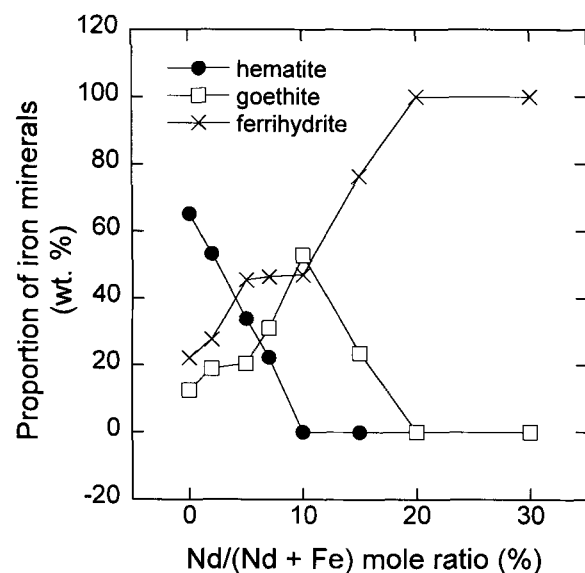 120
100
80
60
40
20
0
-20
hematite
goethite
ferrihydrite
Proportion of iron minerals
(wt. %)
0 10 20 30
Nd/(Nd + Fe) mole ratio (%)